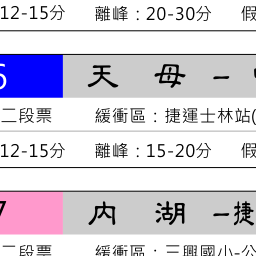 12-15分 離峰：20-30分 假
6 天 母 －
二段票 緩衝區：捷運士林站(
12-15分 離峰：15-20分 假
7 內 湖 －捷
二段票 緩衝區：三興國小-公